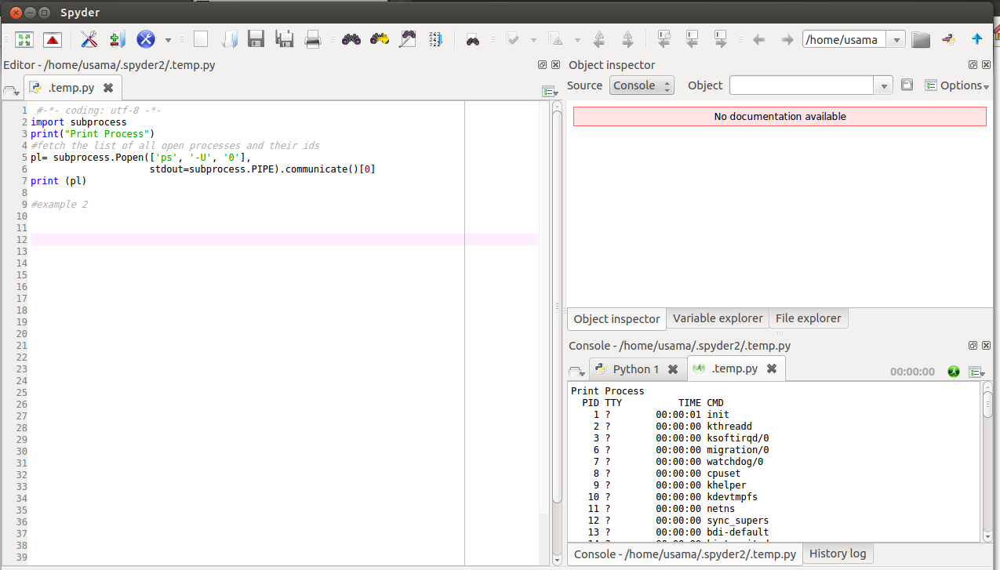 Spyder
/home/usama
Editor - /home/usama/.spyder2/.temp.py
.temp.py
1 #-*- coding: utf-8 -*-
2 import subprocess
3 print("Print Process")
4 #fetch the list of all open processes and their ids
5 pl= subprocess.Popen(['ps', '-U', '0'],
6 stdout=subprocess.PIPE).communicate()[0]
7 print (pl)
8
9 #example 2
10
11
12
13
14
15
16
17
18
19
20
21
22
23
24
25
26
27
28
29
30
31
32
33
34
35
36
37
38
39
Object inspector
Source Console Object Options
No documentation available
Object inspector Variable explorer File explorer
Console - /home/usama/.spyder2/.temp.py
Python 1 .temp.py 00:00:00
Print Process
PID TTY TIME CMD
1 ? 00:00:01 init
2 ? 00:00:00 kthreadd
3 ? 00:00:00 ksoftirqd/0
6 ? 00:00:00 migration/0
7 ? 00:00:00 watchdog/0
8 ? 00:00:00 cpuset
9 ? 00:00:00 khelper
10 ? 00:00:00 kdevtmpfs
11 ? 00:00:00 netns
12 ? 00:00:00 sync_supers
13 ? 00:00:00 bdi-default
Console - /home/usama/.spyder2/.temp.py History log